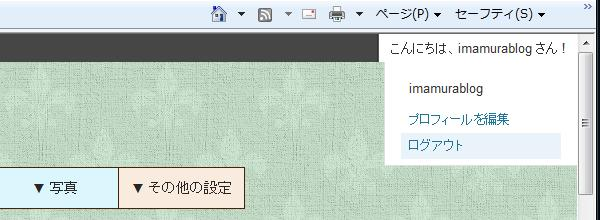 ページ(P) ▼ セーフティ(S) ▼
こんにちは、imamurablog さん！
imamurablog
プロフィールを編集
ログアウト
▼ 写真
▼ その他の設定